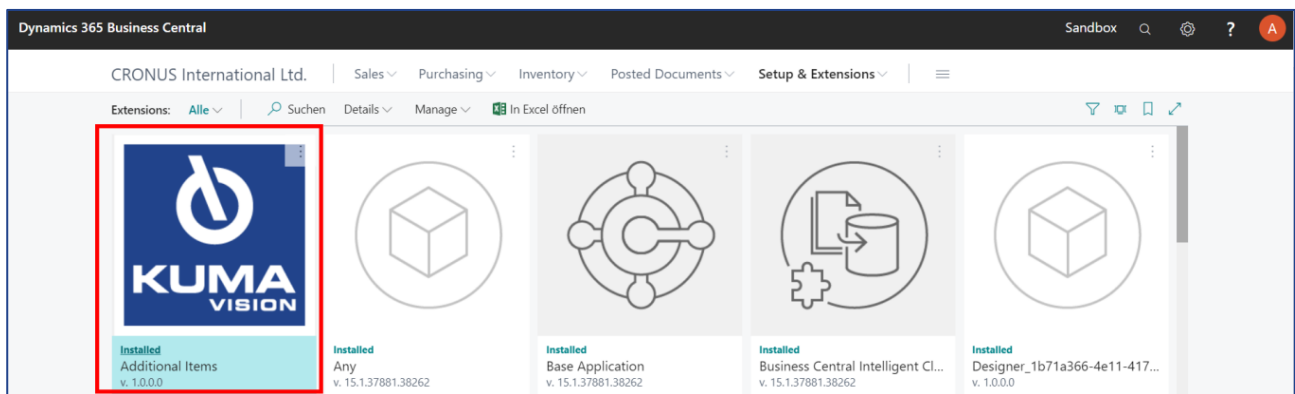 Dynamics 365 Business Central
Sandbox
?
A
CRONUS International Ltd.
Sales
Purchasing
Inventory
Posted Documents
Setup & Extensions
Extensions:
Alle
Suchen
Details
Manage
In Excel öffnen
KUMA
VISION
Installed
Additional Items
v. 1.0.0.0
Installed
Any
v. 15.1.37881.38262
Installed
Base Application
v. 15.1.37881.38262
Installed
Business Central Intelligent Cl...
v. 15.1.37881.38262
Installed
Designer_1b71a366-4e11-417...
v. 1.0.0.0